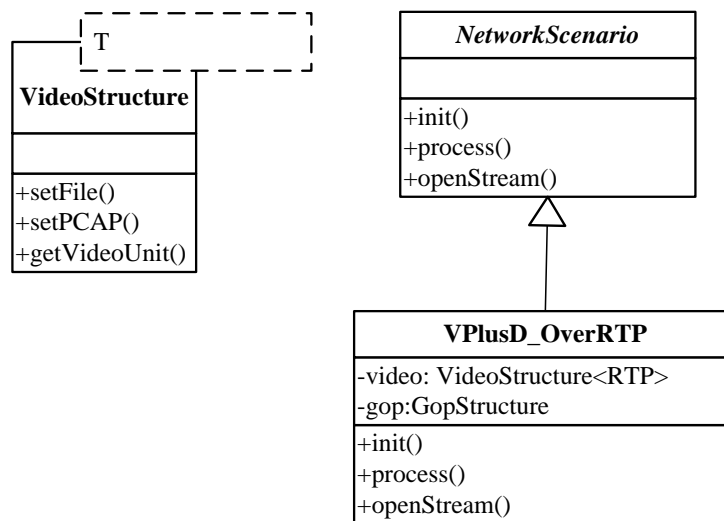 T
VideoStructure
+setFile()
+setPCAP()
+getVideoUnit()
NetworkScenario
+init()
+process()
+openStream()
VPlusD_OverRTP
-video: VideoStructure<RTP>
-gop:GopStructure
+init()
+process()
+openStream()